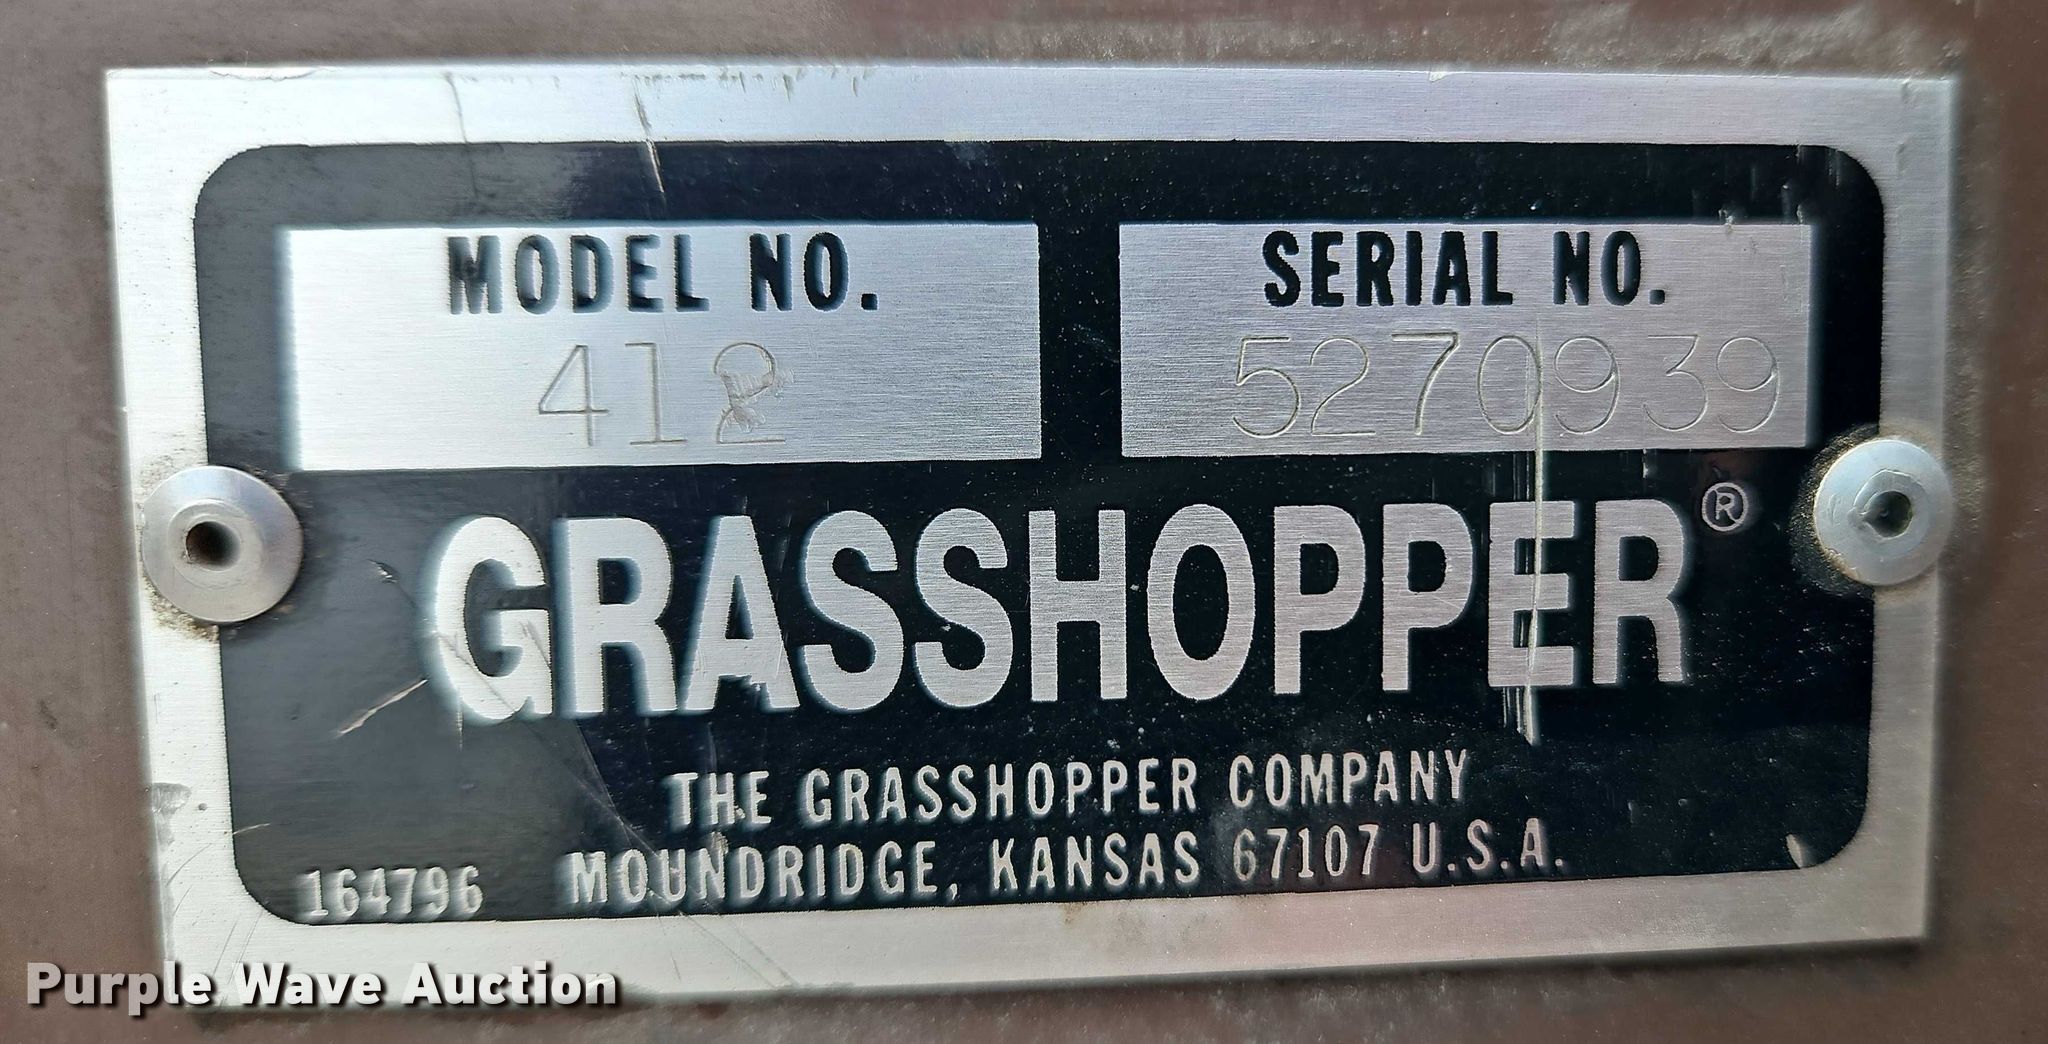 MODEL NO.
412
SERIAL NO.
5270939
GRASSHOPPER®
THE GRASSHOPPER COMPANY
MOUNDRIDGE, KANSAS 67107 U.S.A.
164796
Purple Wave Auction